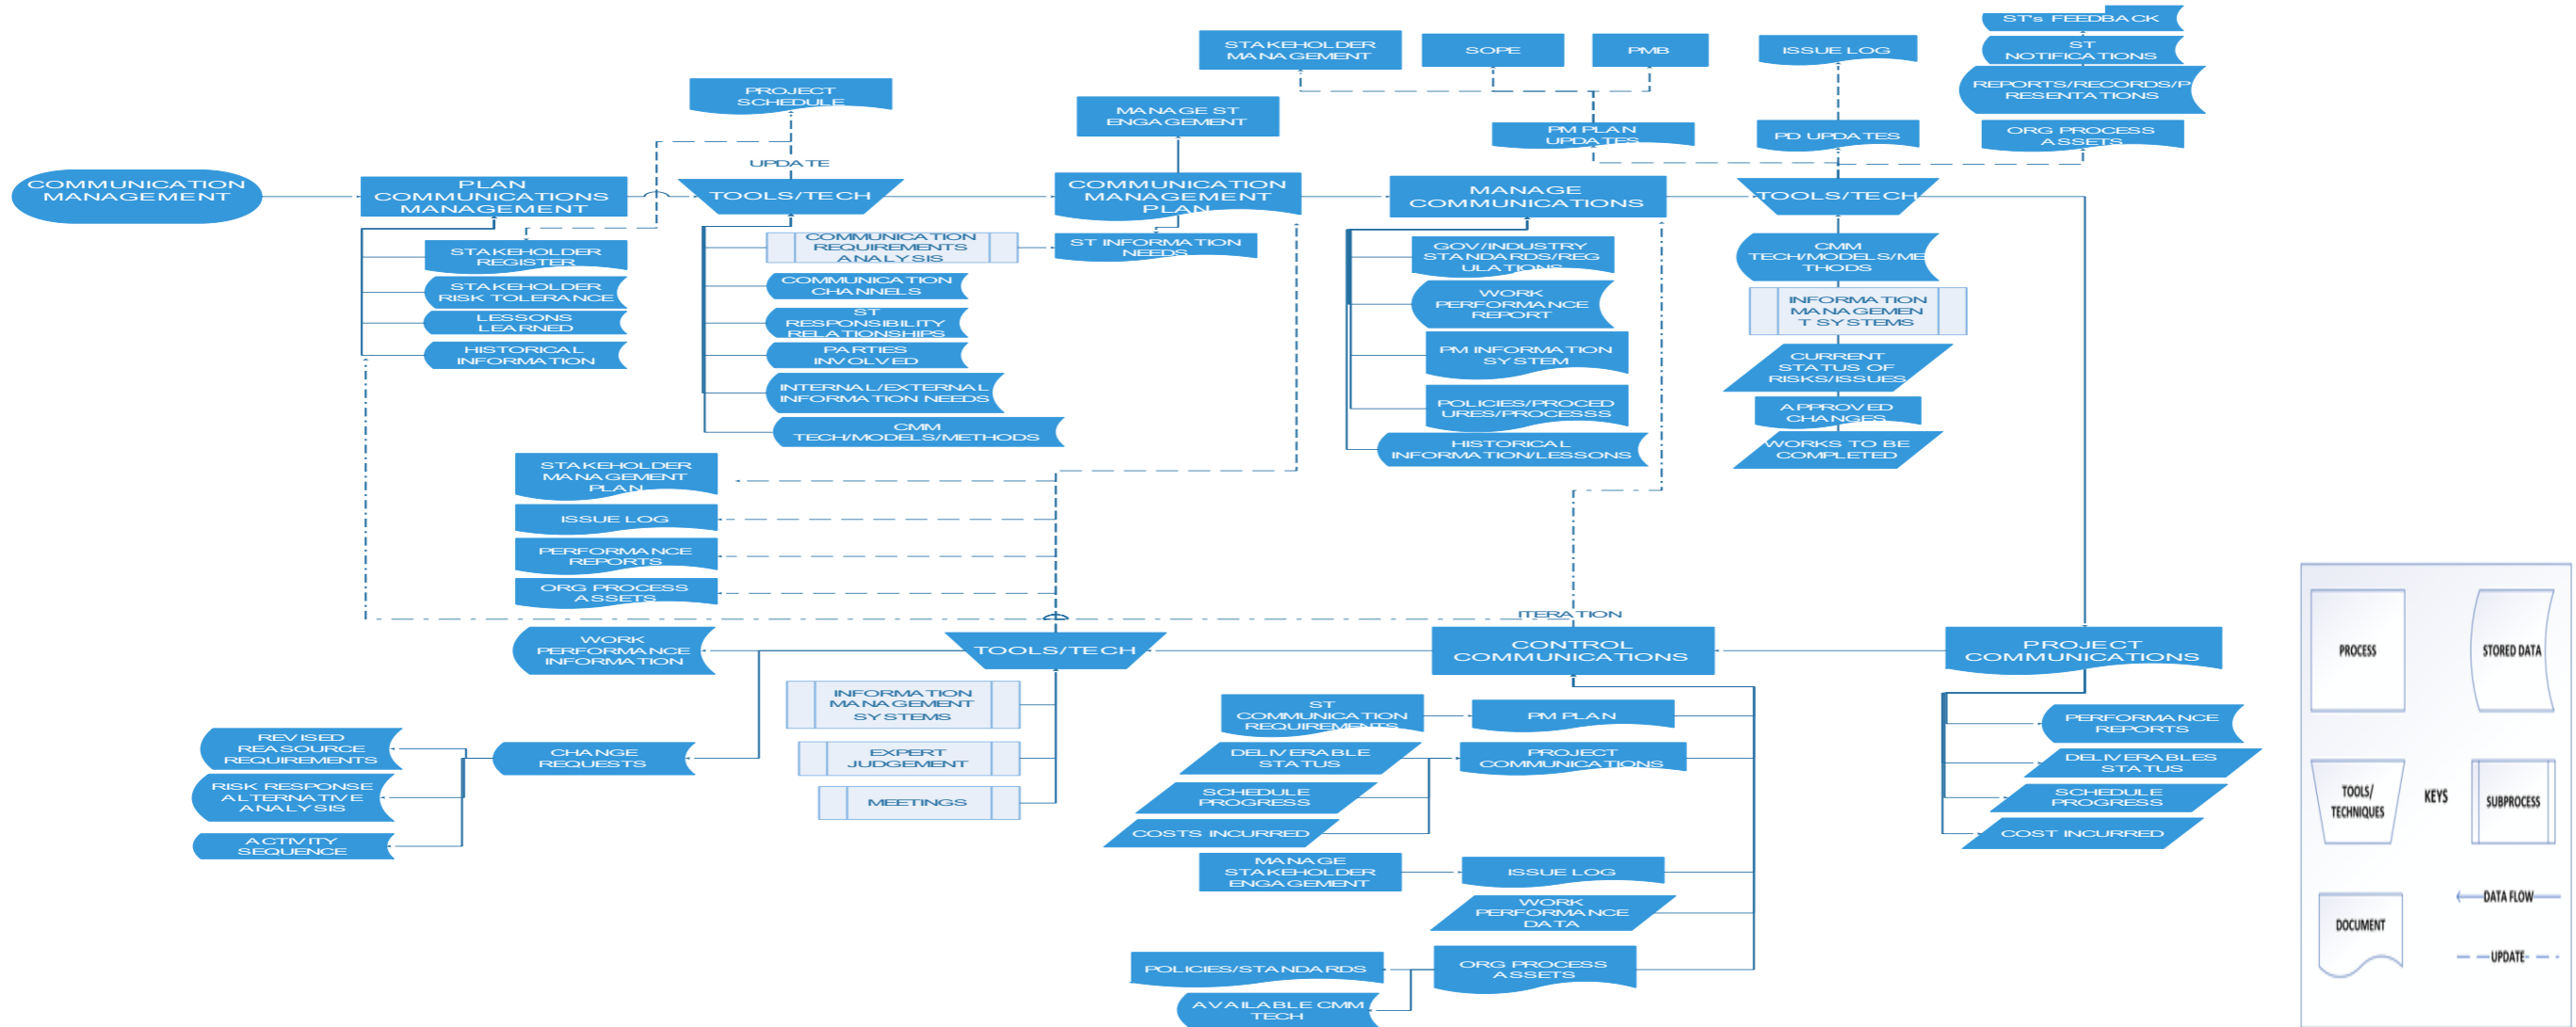 ST's FEEDBACK
ST
NOTIFICATIONS
REPORTS/RECORDS/P
RESENTATIONS
ORG PROCESS
ASSETS
STAKEHOLDER
MANAGEMENT
SOPE
PMB
ISSUE LOG
PM PLAN
UPDATES
PD UPDATES
PROJECT
SCHEDULE
MANAGE ST
ENGAGEMENT
UPDATE
COMMUNICATION
MANAGEMENT
PLAN
COMMUNICATIONS
MANAGEMENT
TOOLS/TECH
COMMUNICATION
MANAGEMENT
PLAN
MANAGE
COMMUNICATIONS
TOOLS/TECH
STAKEHOLDER
REGISTER
STAKEHOLDER
RISK TOLERANCE
LESSONS
LEARNED
HISTORICAL
INFORMATION
COMMUNICATION
REQUIREMENTS
ANALYSIS
ST INFORMATION
NEEDS
COMMUNICATION
CHANNELS
ST
RESPONSIBILITY
RELATIONSHIPS
PARTIES
INVOLVED
INTERNAL/EXTERNAL
INFORMATION NEEDS
CMM
TECH/MODELS/METHODS
GOV/INDUSTRY
STANDARDS/REG
ULATIONS
WORK
PERFORMANCE
REPORT
PM INFORMATION
SYSTEM
POLICIES/PROCED
URES/PROCESSS
HISTORICAL
INFORMATION/LESSONS
CMM
TECH/MODELS/ME
THODS
INFORMATION
MANAGEMEN
T SYSTEMS
CURRENT
STATUS OF
RISKS/ISSUES
APPROVED
CHANGES
WORKS TO BE
COMPLETED
STAKEHOLDER
MANAGEMENT
PLAN
ISSUE LOG
PERFORMANCE
REPORTS
ORG PROCESS
ASSETS
WORK
PERFORMANCE
INFORMATION
ITERATION
TOOLS/TECH
CONTROL
COMMUNICATIONS
PROJECT
COMMUNICATIONS
INFORMATION
MANAGEMENT
SYSTEMS
EXPERT
JUDGEMENT
MEETINGS
CHANGE
REQUESTS
REVISED
REASOURCE
REQUIREMENTS
RISK RESPONSE
ALTERNATIVE
ANALYSIS
ACTIVITY
SEQUENCE
ST
COMMUNICATION
REQUIREMENTS
PM PLAN
DELIVERABLE
STATUS
PROJECT
COMMUNICATIONS
SCHEDULE
PROGRESS
COSTS INCURRED
MANAGE
STAKEHOLDER
ENGAGEMENT
ISSUE LOG
WORK
PERFORMANCE
DATA
POLICIES/STANDARDS
ORG PROCESS
ASSETS
AVAILABLE CMM
TECH
PERFORMANCE
REPORTS
DELIVERABLES
STATUS
SCHEDULE
PROGRESS
COST INCURRED
PROCESS
STORED DATA
TOOLS/
TECHNIQUES
KEYS
SUBPROCESS
DOCUMENT
DATA FLOW
UPDATE